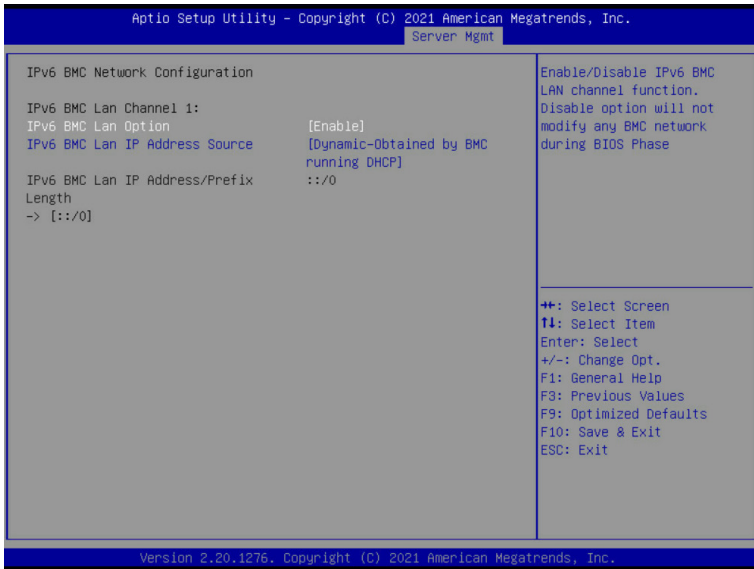 Aptio Setup Utility – Copyright (C) 2021 American Megatrends, Inc.
Server Mgmt
IPv6 BMC Network Configuration
IPv6 BMC Lan Channel 1:
IPv6 BMC Lan Option [Enable]
IPv6 BMC Lan IP Address Source [Dynamic-Obtained by BMC
running DHCP]
IPv6 BMC Lan IP Address/Prefix ::/0
Length
-> [::/0]
Enable/Disable IPv6 BMC
LAN channel function.
Disable option will not
modify any BMC network
during BIOS Phase
→←: Select Screen
↑↓: Select Item
Enter: Select
+/-: Change Opt.
F1: General Help
F3: Previous Values
F9: Optimized Defaults
F10: Save & Exit
ESC: Exit
Version 2.20.1276. Copyright (C) 2021 American Megatrends, Inc.